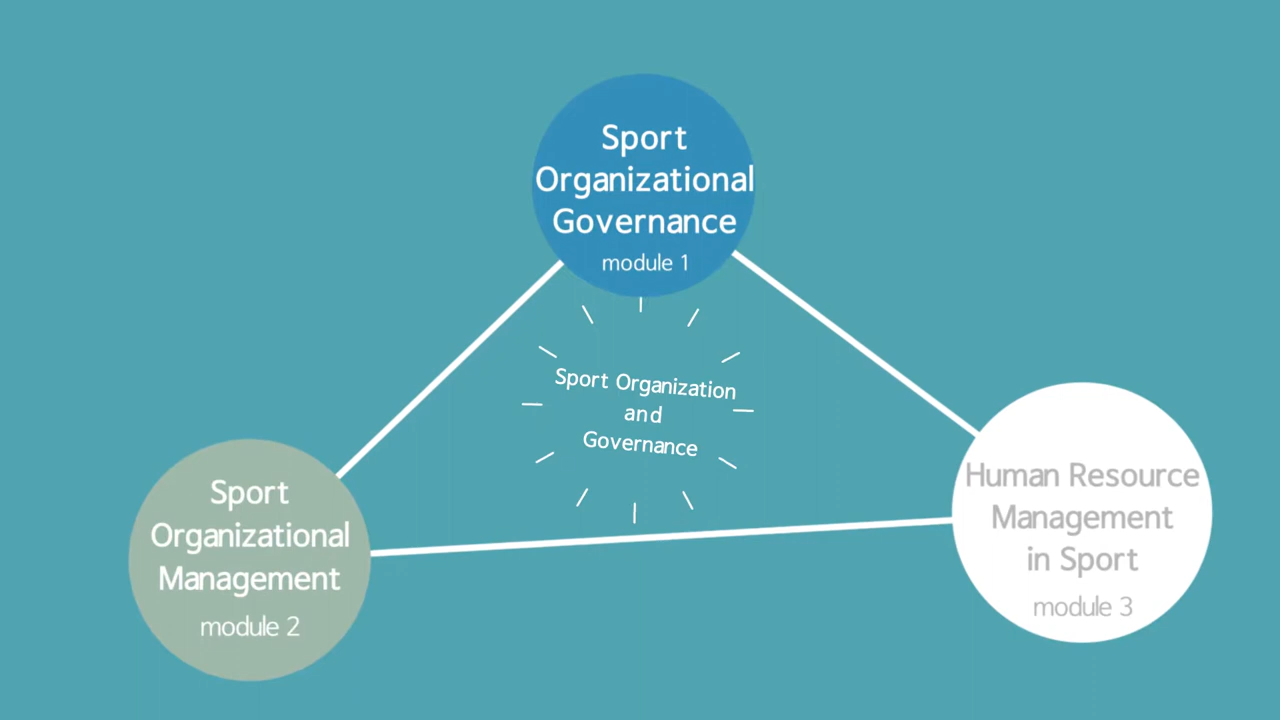 Sport
Organizational
Governance
module 1
Sport Organization
and
Governance
Sport
Organizational
Management
module 2
Human Resource
Management
in Sport
module 3